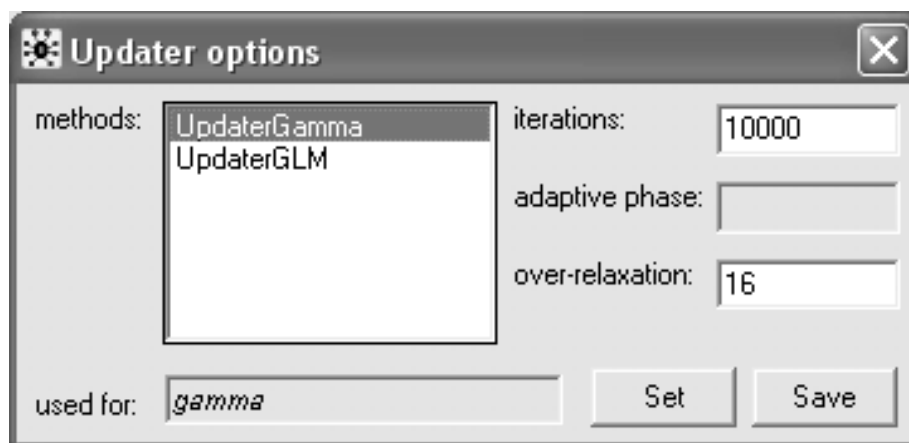 Updater options
methods:
UpdaterGamma
UpdaterGLM
iterations:
10000
adaptive phase:
over-relaxation:
16
used for:
gamma
Set
Save